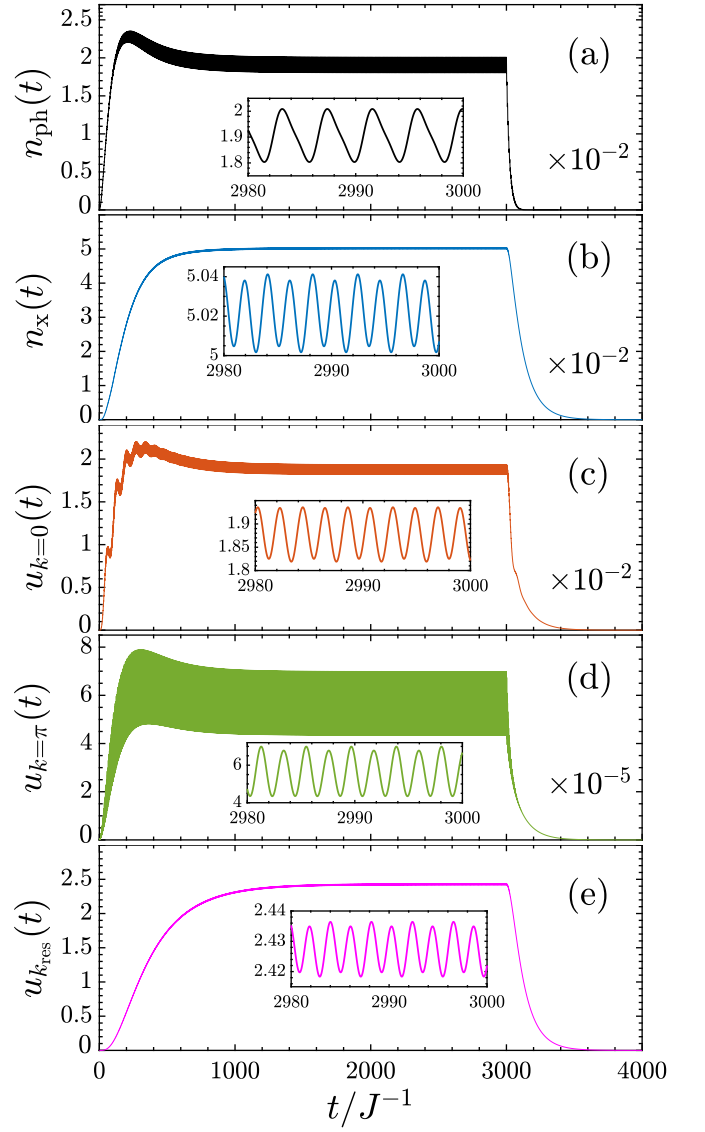 2.5
2
1.5
1
0.5
0
n_ph(t)
(a)
×10⁻²
2
1.9
1.8
2980 2990 3000
5
4
3
2
1
0
n_x(t)
(b)
×10⁻²
5.04
5.02
5
2980 2990 3000
2
1.5
1
0.5
0
u_{k=0}(t)
(c)
×10⁻²
1.9
1.85
1.8
2980 2990 3000
8
6
4
2
0
u_{k=π}(t)
(d)
×10⁻⁵
6
4
2980 2990 3000
2.5
2
1.5
1
0.5
0
u_{k_res}(t)
(e)
2.44
2.43
2.42
2980 2990 3000
0 1000 2000 3000 4000
t/J⁻¹